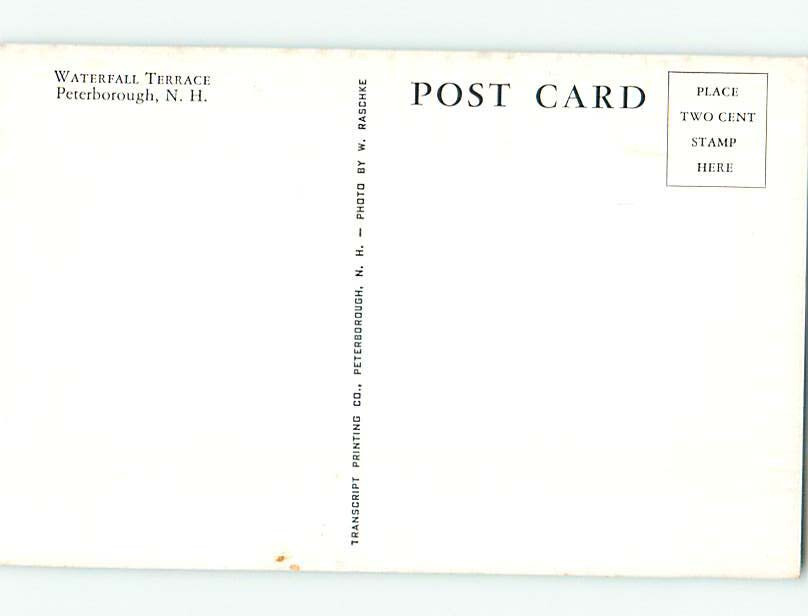 WATERFALL TERRACE
Peterborough, N. H.
TRANSCRIPT PRINTING CO., PETERBOROUGH, N. H. — PHOTO BY W. RASCHKE
POST CARD
PLACE
TWO CENT
STAMP
HERE